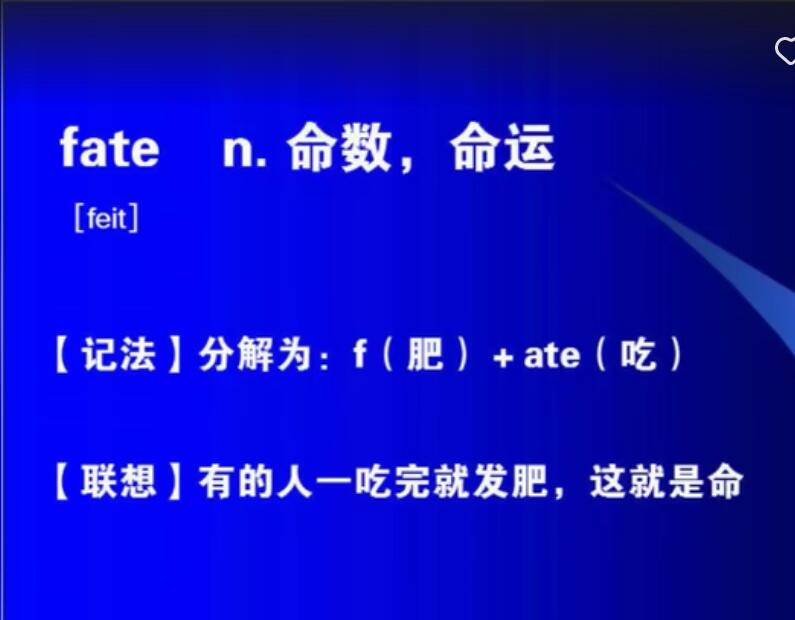 fate n. 命数，命运
[feit]
【记法】分解为：f（肥）+ ate（吃）
【联想】有的人一吃完就发肥，这就是命